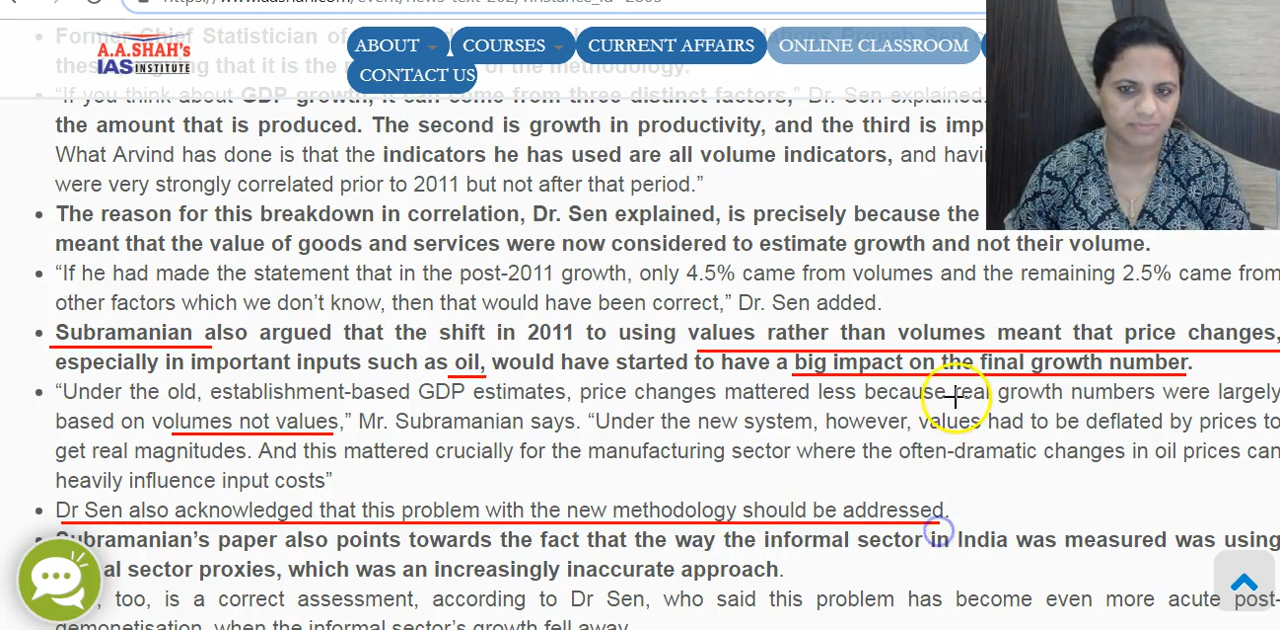 A.A.SHAH's
IAS INSTITUTE
ABOUT
COURSES
CURRENT AFFAIRS
ONLINE CLASSROOM
CONTACT US
Former Chief Statistician of
“If you think about GDP growth, it can come from three distinct factors,” Dr. Sen explained.
the amount that is produced. The second is growth in productivity, and the third is
What Arvind has done is that the indicators he has used are all volume indicators, and
were very strongly correlated prior to 2011 but not after that period.”
The reason for this breakdown in correlation, Dr. Sen explained, is precisely because the
meant that the value of goods and services were now considered to estimate growth and not their volume.
“If he had made the statement that in the post-2011 growth, only 4.5% came from volumes and the remaining 2.5% came from
other factors which we don’t know, then that would have been correct,” Dr. Sen added.
Subramanian also argued that the shift in 2011 to using values rather than volumes meant that price changes,
especially in important inputs such as oil, would have started to have a big impact on the final growth number.
“Under the old, establishment-based GDP estimates, price changes mattered less because real growth numbers were largely
based on volumes not values,” Mr. Subramanian says. “Under the new system, however, values had to be deflated by prices to
get real magnitudes. And this mattered crucially for the manufacturing sector where the often-dramatic changes in oil prices can
heavily influence input costs”
Dr Sen also acknowledged that this problem with the new methodology should be addressed.
Subramanian’s paper also points towards the fact that the way the informal sector in India was measured was using
sector proxies, which was an increasingly inaccurate approach.
too, is a correct assessment, according to Dr Sen, who said this problem has become even more acute post-
demonetisation, when the informal sector’s growth fell away.